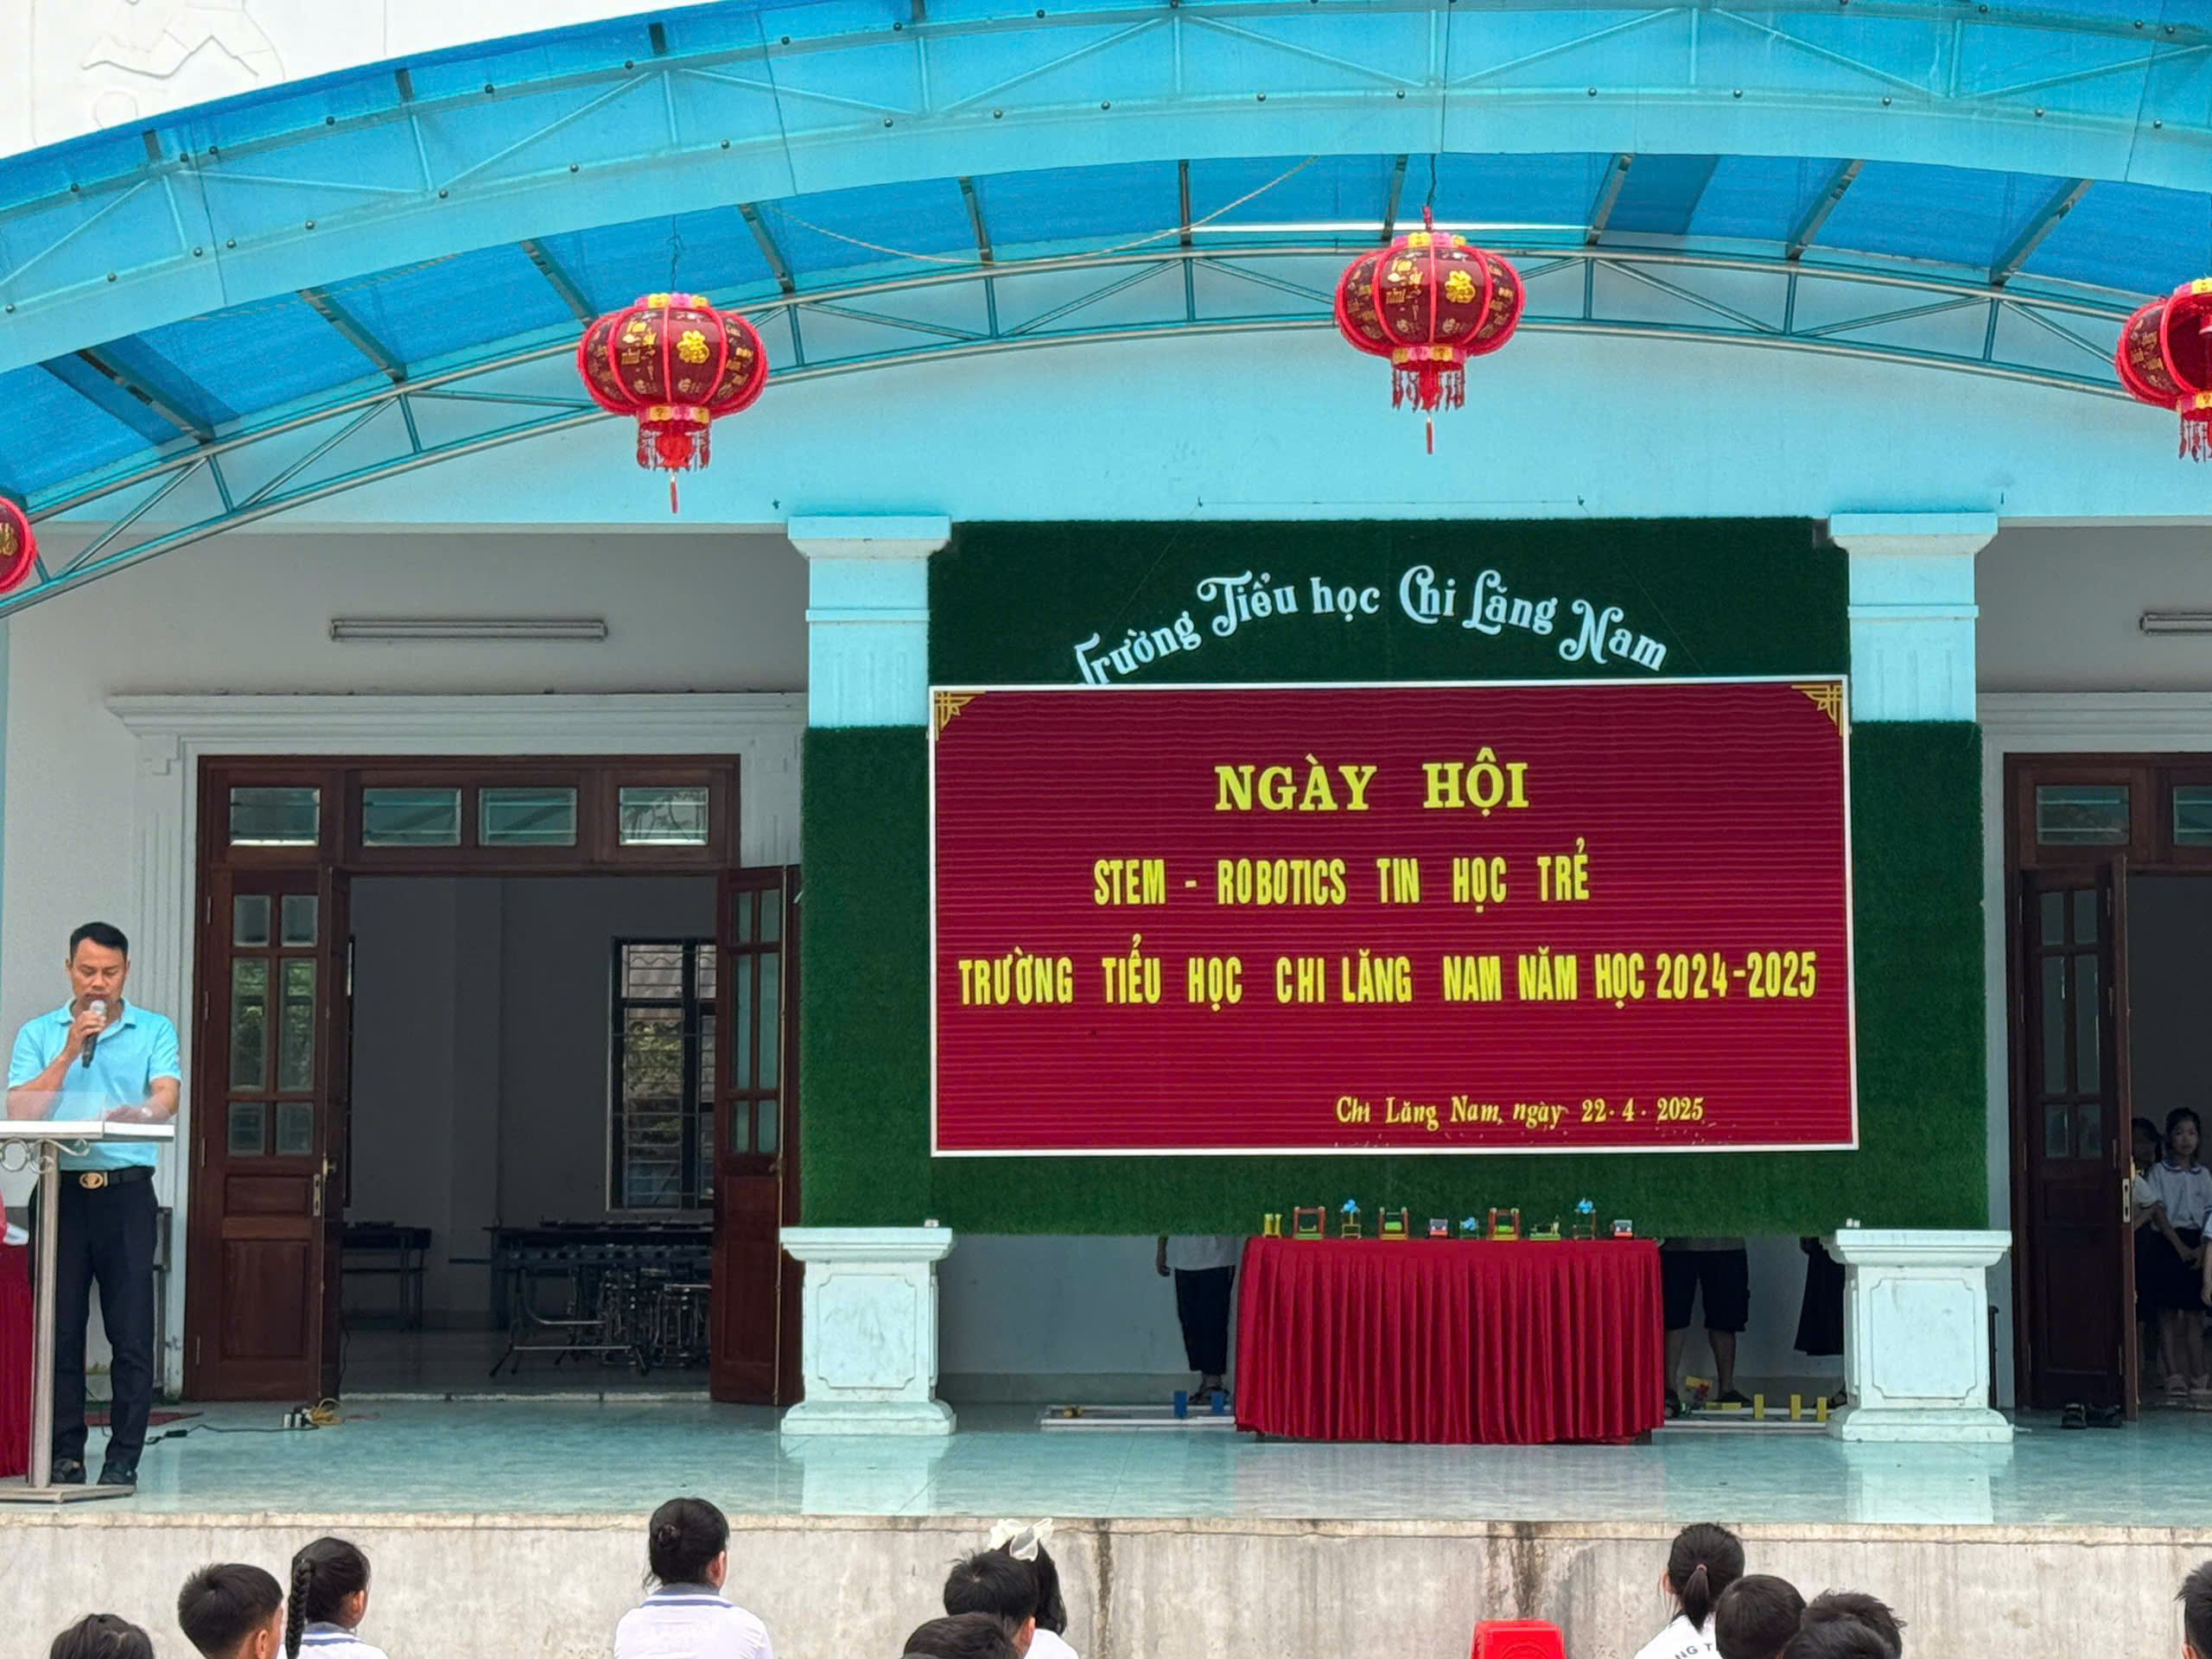 Trường Tiểu học Chi Lăng Nam
NGÀY HỘI
STEM - ROBOTICS TIN HỌC TRẺ
TRƯỜNG TIỂU HỌC CHI LĂNG NAM NĂM HỌC 2024-2025
Chi Lăng Nam, ngày 22.4.2025